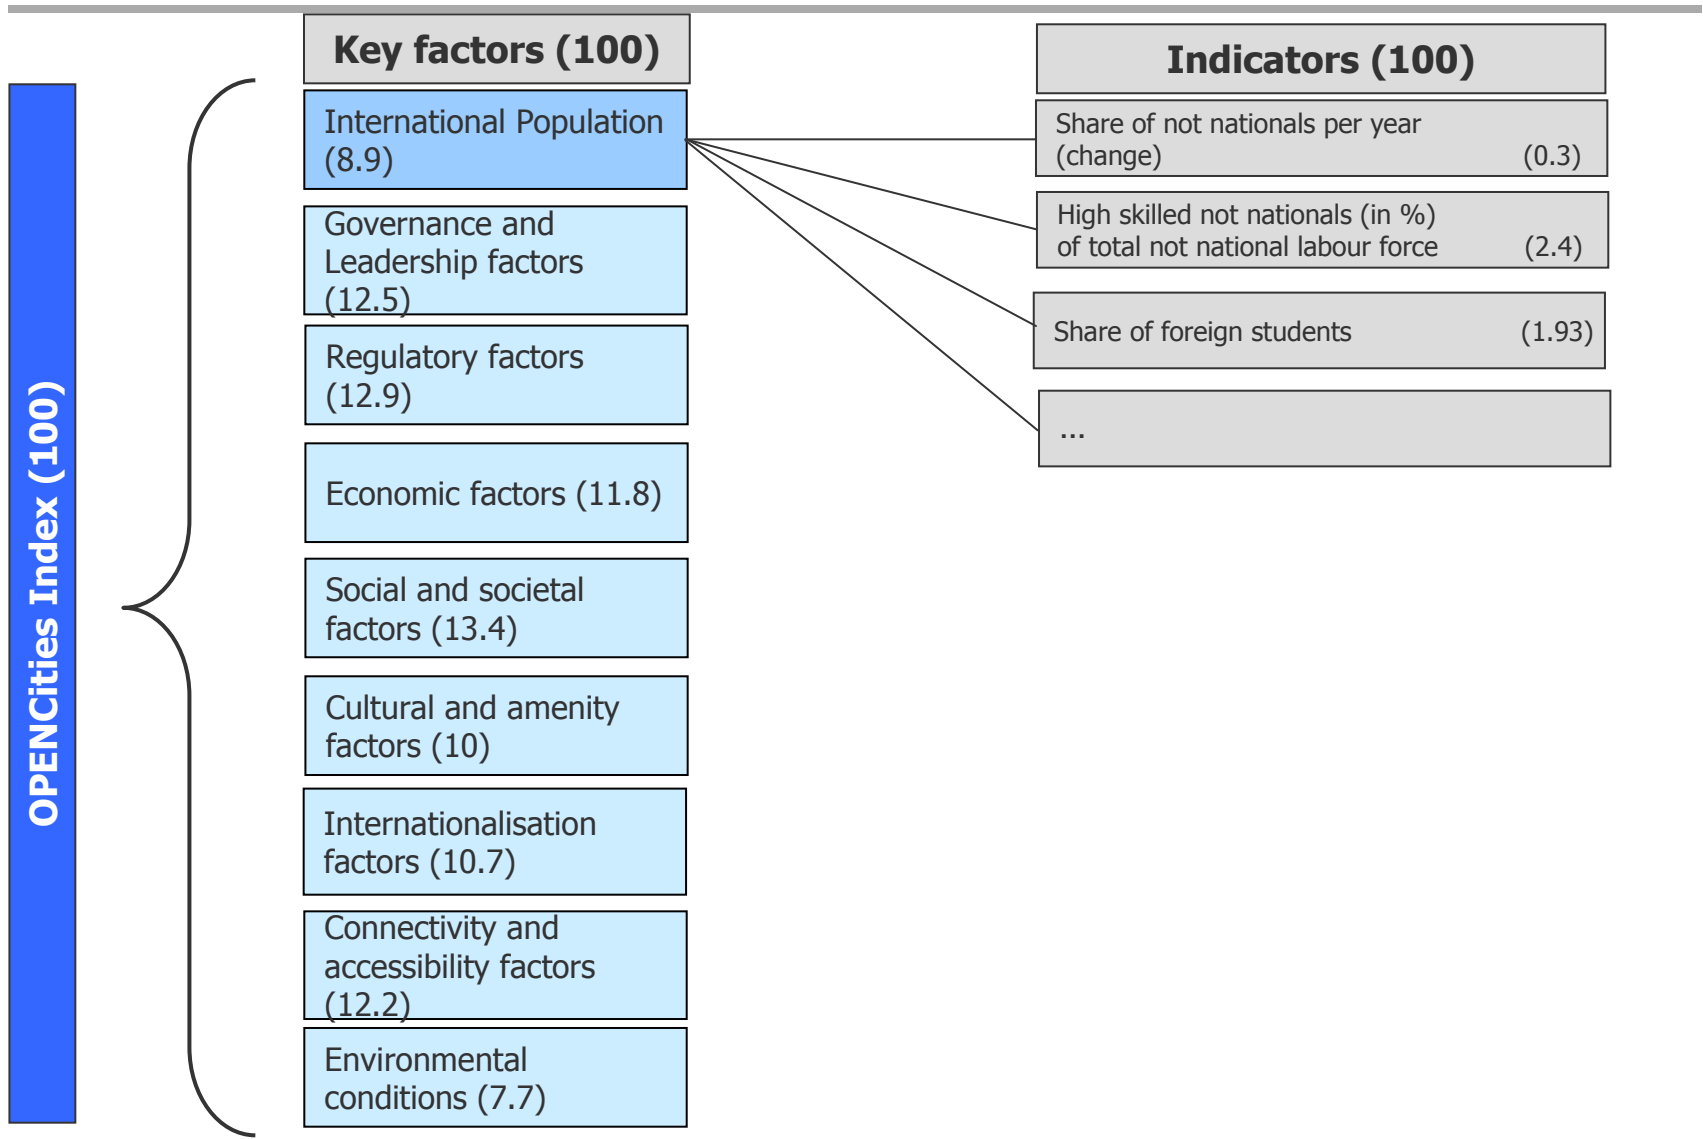 OPENCities Index (100)
Key factors (100)
International Population
(8.9)
Governance and
Leadership factors
(12.5)
Regulatory factors
(12.9)
Economic factors (11.8)
Social and societal
factors (13.4)
Cultural and amenity
factors (10)
Internationalisation
factors (10.7)
Connectivity and
accessibility factors
(12.2)
Environmental
conditions (7.7)
Indicators (100)
Share of not nationals per year
(change) (0.3)
High skilled not nationals (in %)
of total not national labour force (2.4)
Share of foreign students (1.93)
...